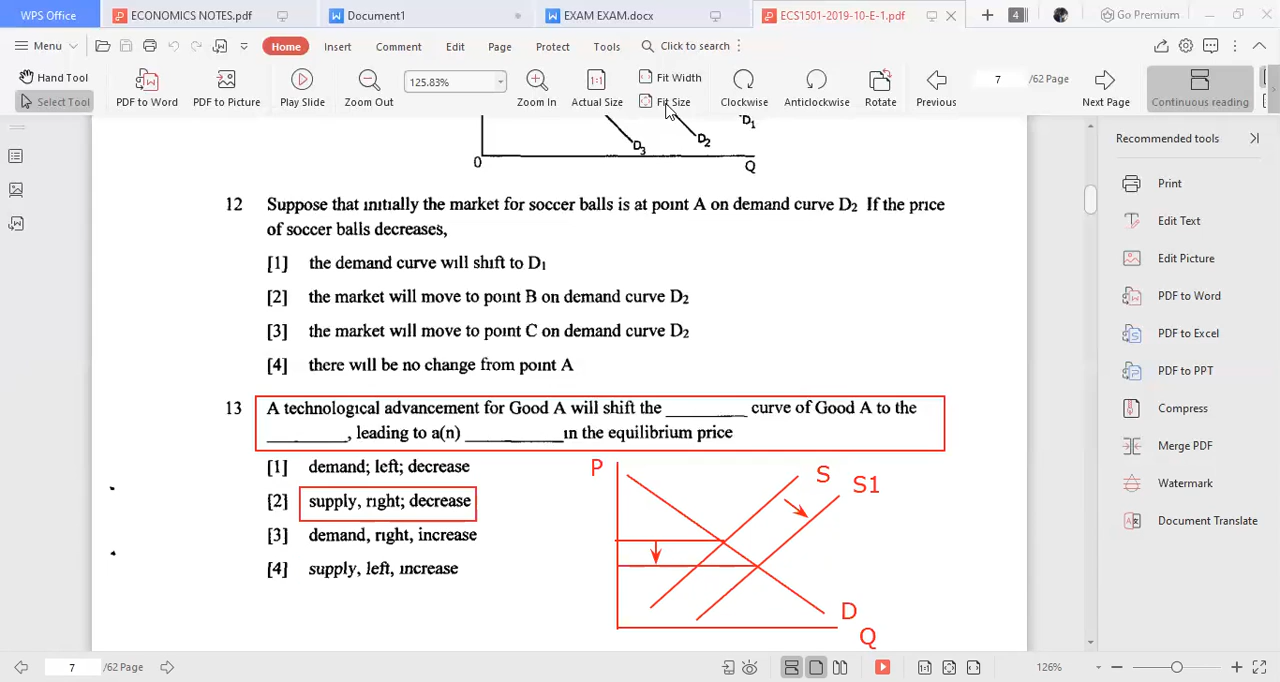 WPS Office
ECONOMICS NOTES.pdf
Document1
EXAM EXAM.docx
ECS1501-2019-10-E-1.pdf
4
Go Premium
Menu
Home
Insert
Comment
Edit
Page
Protect
Tools
Click to search
Hand Tool
Select Tool
PDF to Word
PDF to Picture
Play Slide
Zoom Out
125.83%
Zoom In
1:1
Actual Size
Fit Width
Fit Size
Clockwise
Anticlockwise
Rotate
Previous
7
/62 Page
Next Page
Continuous reading
D1
D2
D3
0
Q
12 Suppose that initially the market for soccer balls is at point A on demand curve D2 If the price
of soccer balls decreases,
[1] the demand curve will shift to D1
[2] the market will move to point B on demand curve D2
[3] the market will move to point C on demand curve D2
[4] there will be no change from point A
13 A technological advancement for Good A will shift the ________ curve of Good A to the
________, leading to a(n) __________ in the equilibrium price
[1] demand; left; decrease
[2] supply, right; decrease
[3] demand, right, increase
[4] supply, left, increase
P
S
S1
D
Q
Recommended tools
Print
Edit Text
Edit Picture
PDF to Word
PDF to Excel
PDF to PPT
Compress
Merge PDF
Watermark
Document Translate
7
/62 Page
126%